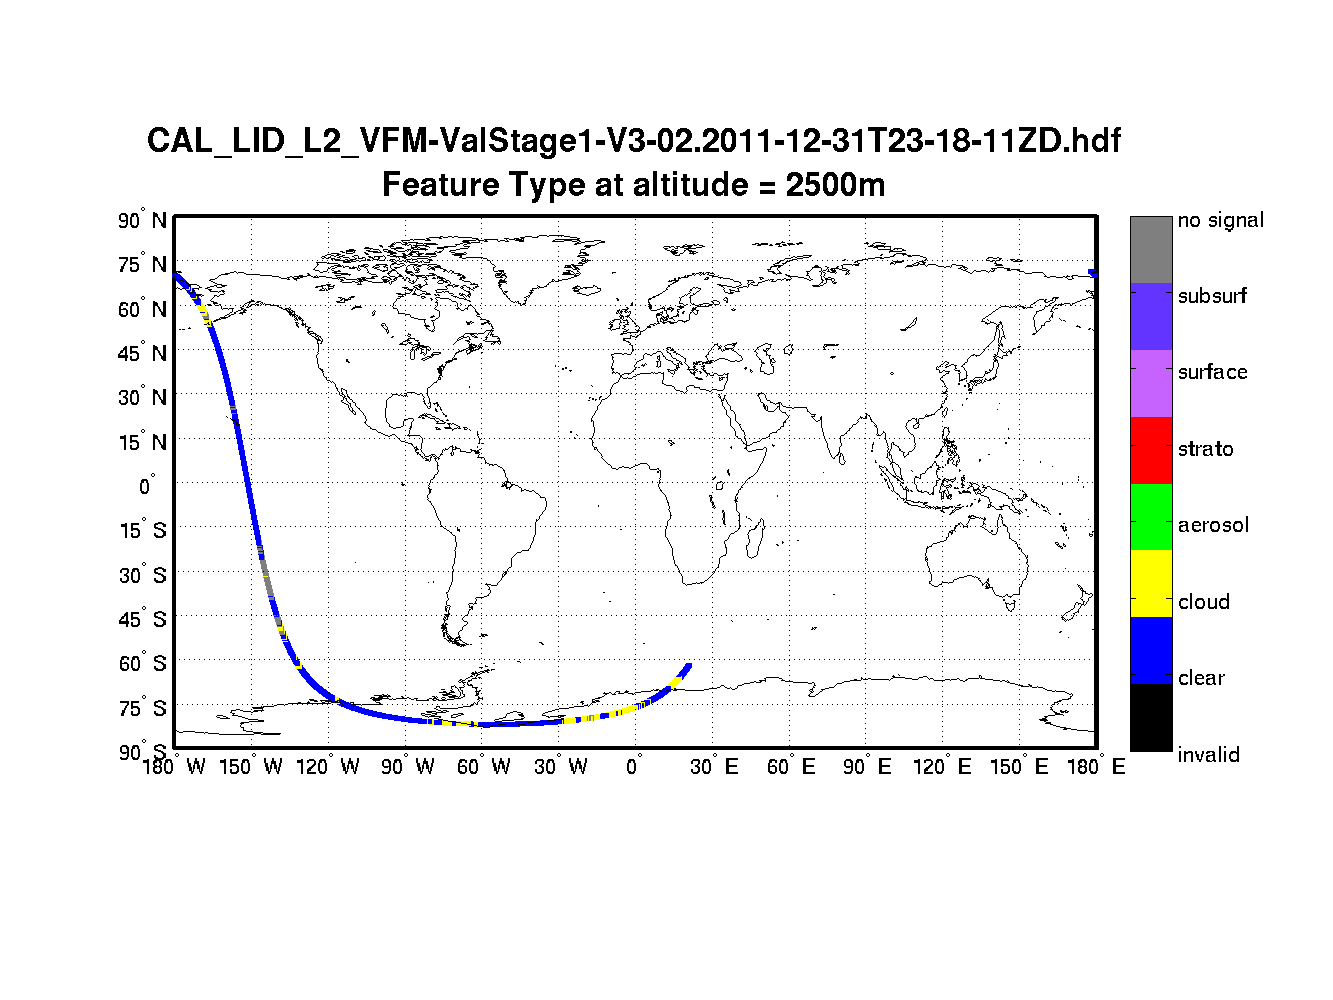 CAL_LID_L2_VFM-ValStage1-V3-02.2011-12-31T23-18-11ZD.hdf
Feature Type at altitude = 2500m
90° N
75° N
60° N
45° N
30° N
15° N
0°
15° S
30° S
45° S
60° S
75° S
90° S
180° W 150° W 120° W 90° W 60° W 30° W 0° 30° E 60° E 90° E 120° E 150° E 180° E
no signal
subsurf
surface
strato
aerosol
cloud
clear
invalid